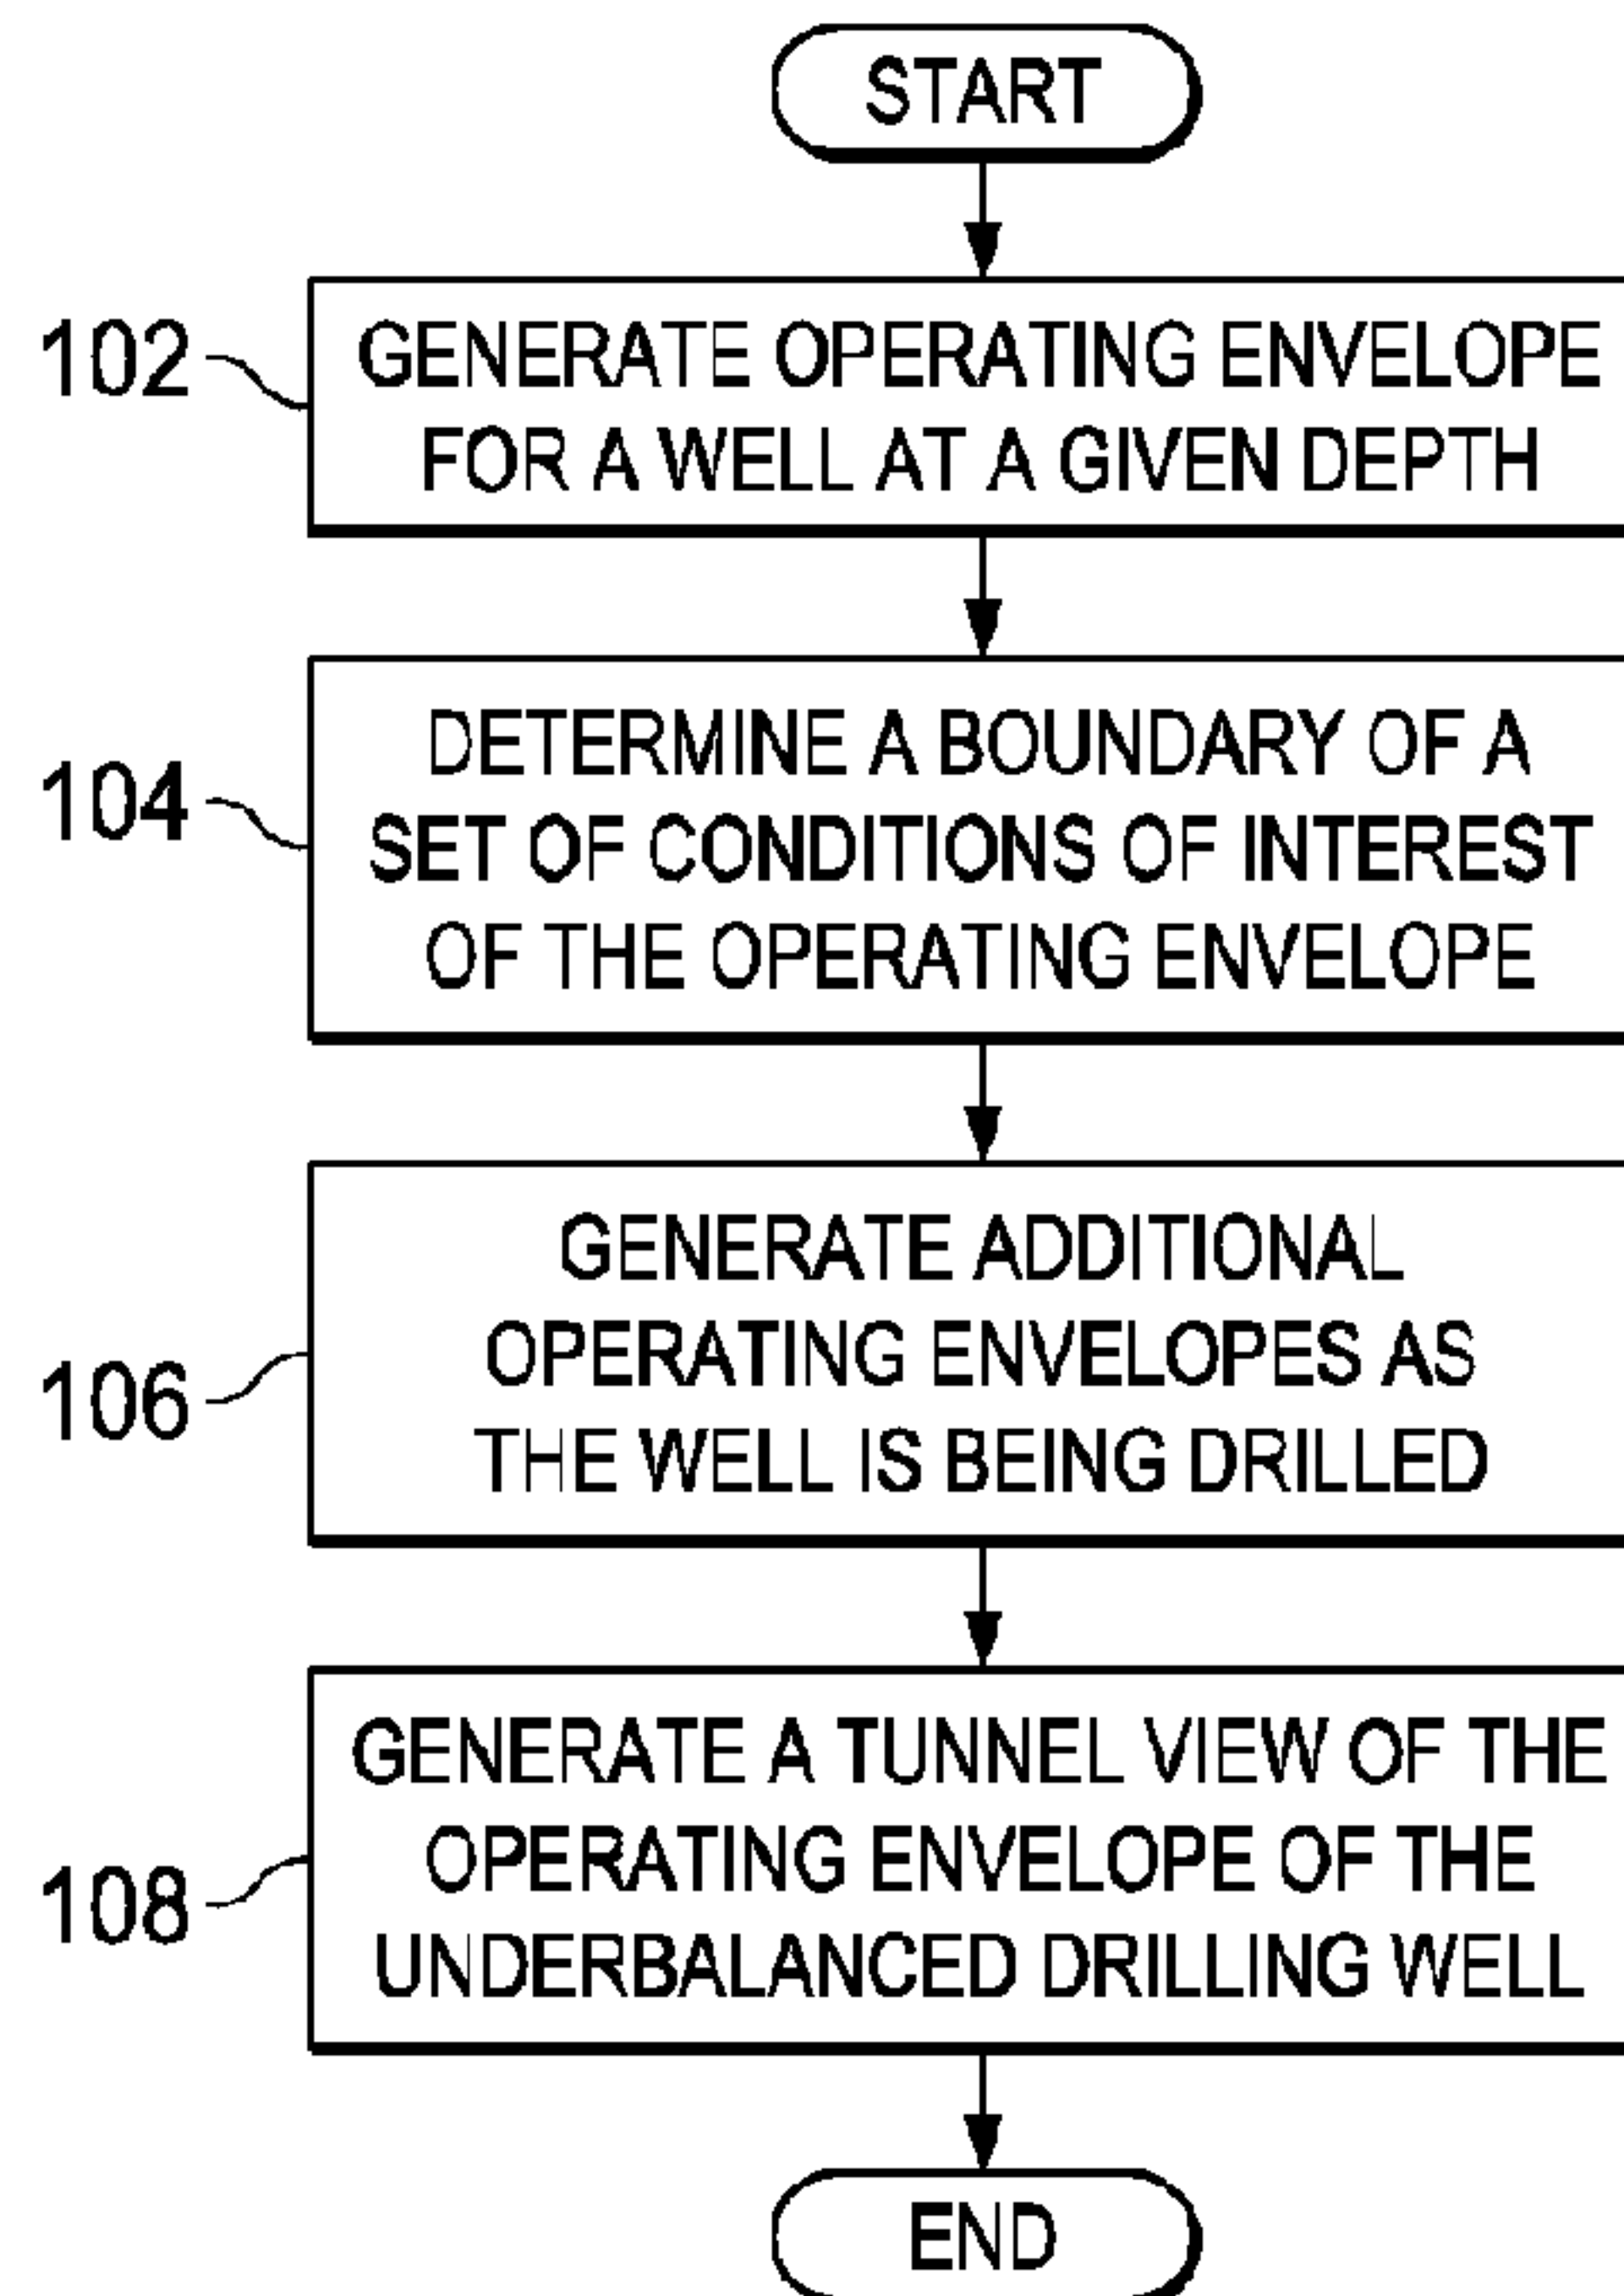 START
102
GENERATE OPERATING ENVELOPE
FOR A WELL AT A GIVEN DEPTH
104
DETERMINE A BOUNDARY OF A
SET OF CONDITIONS OF INTEREST
OF THE OPERATING ENVELOPE
106
GENERATE ADDITIONAL
OPERATING ENVELOPES AS
THE WELL IS BEING DRILLED
108
GENERATE A TUNNEL VIEW OF THE
OPERATING ENVELOPE OF THE
UNDERBALANCED DRILLING WELL
END